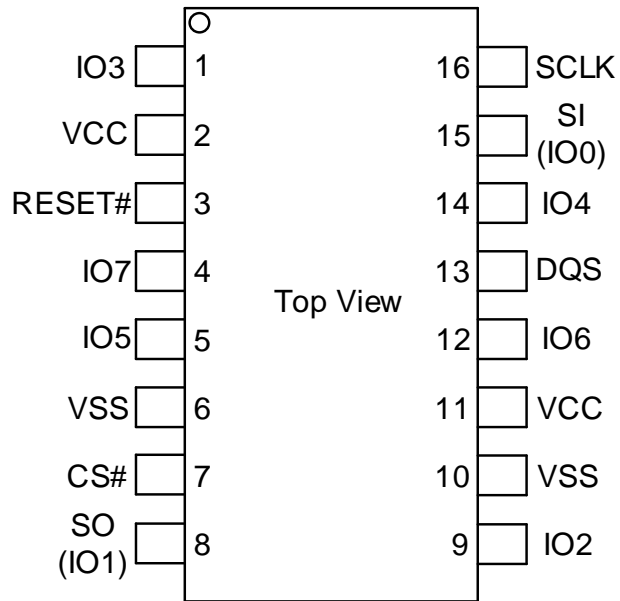 IO3 1 16 SCLK
VCC 2 15 SI
(IO0)
RESET# 3 14 IO4
IO7 4 13 DQS
Top View
IO5 5 12 IO6
VSS 6 11 VCC
CS# 7 10 VSS
SO
(IO1) 8 9 IO2